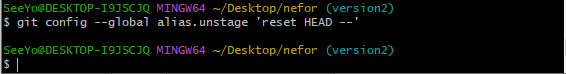 SeeYo@DESKTOP-I9JSCJQ MINGW64 ~/Desktop/nefor (version2)
$ git config --global alias.unstage 'reset HEAD --'
SeeYo@DESKTOP-I9JSCJQ MINGW64 ~/Desktop/nefor (version2)
$